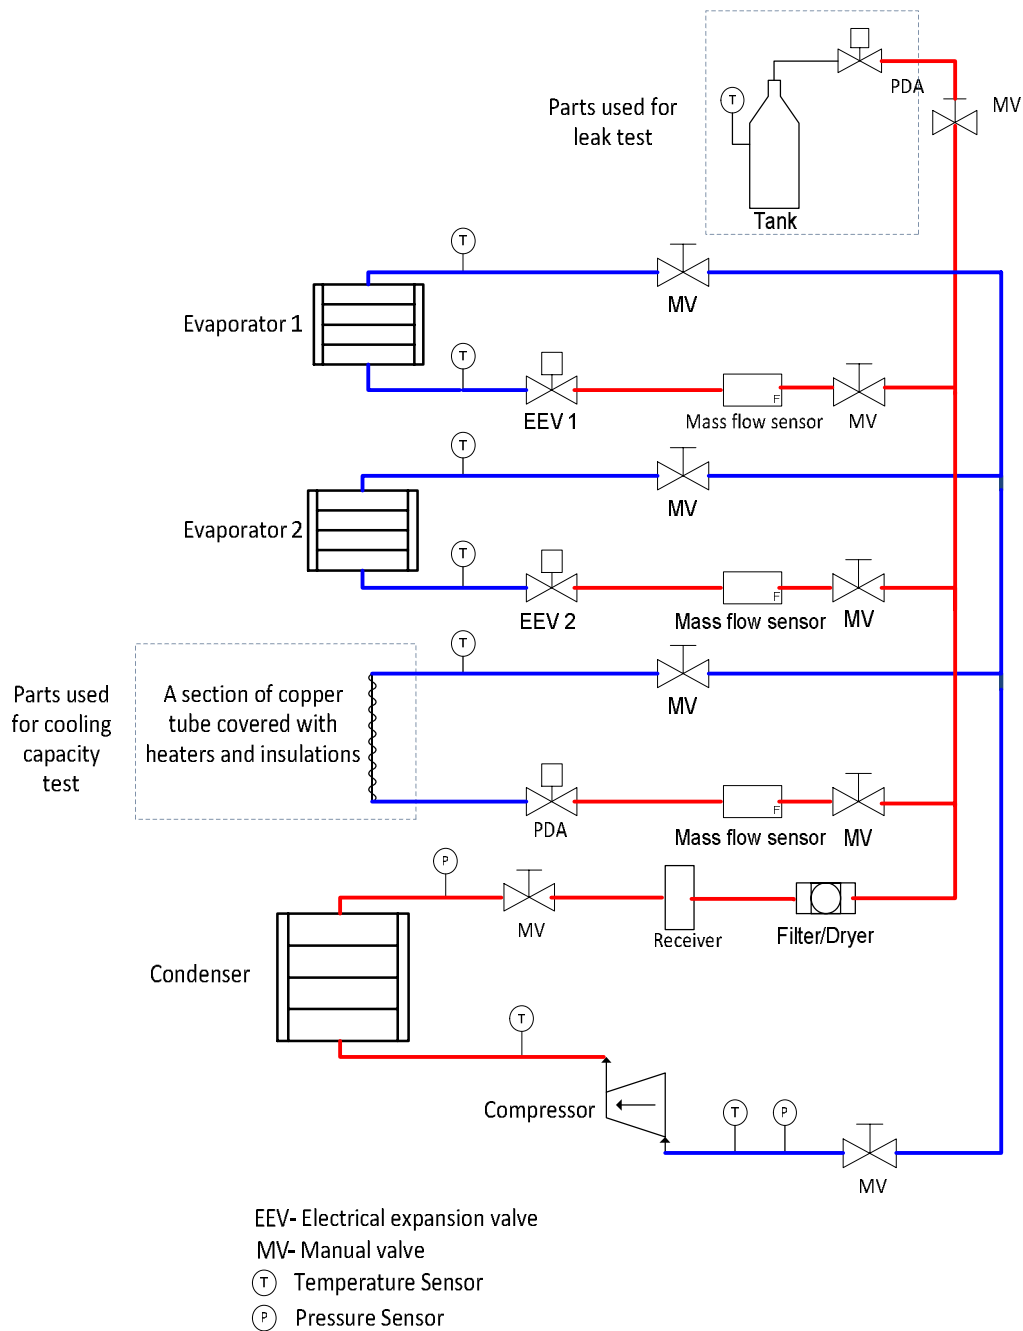 Parts used for
leak test
T
PDA
MV
Tank
T
MV
Evaporator 1
T
EEV 1
F
Mass flow sensor
MV
T
MV
Evaporator 2
T
EEV 2
F
Mass flow sensor
MV
T
MV
Parts used
for cooling
capacity
test
A section of copper
tube covered with
heaters and insulations
PDA
F
Mass flow sensor
MV
P
MV
Receiver
Filter/Dryer
Condenser
T
Compressor
T
P
MV
EEV- Electrical expansion valve
MV- Manual valve
T Temperature Sensor
P Pressure Sensor